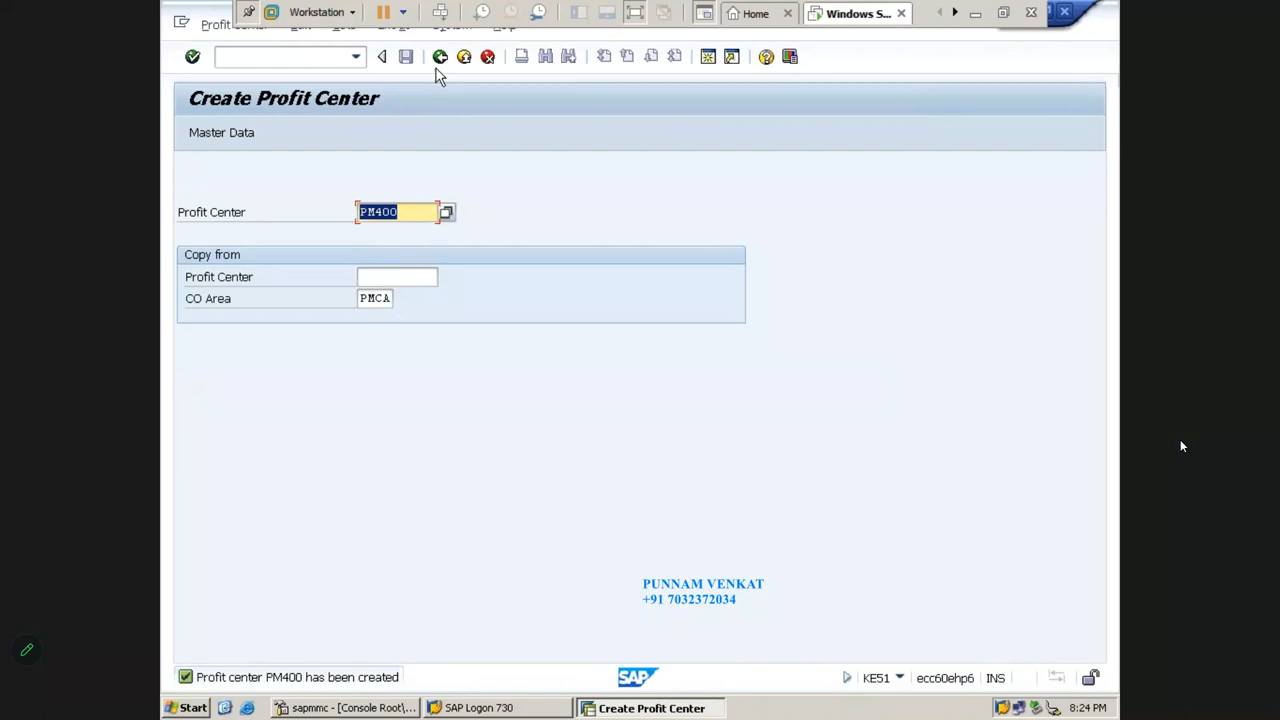 Workstation
Home
Windows S...
Profit Center
Create Profit Center
Master Data
Profit Center PM400
Copy from
Profit Center
CO Area PMCA
PUNNAM VENKAT
+91 7032372034
Profit center PM400 has been created
SAP
KE51
ecc60ehp6
INS
Start
sapmmc - [Console Root\...
SAP Logon 730
Create Profit Center
8:24 PM